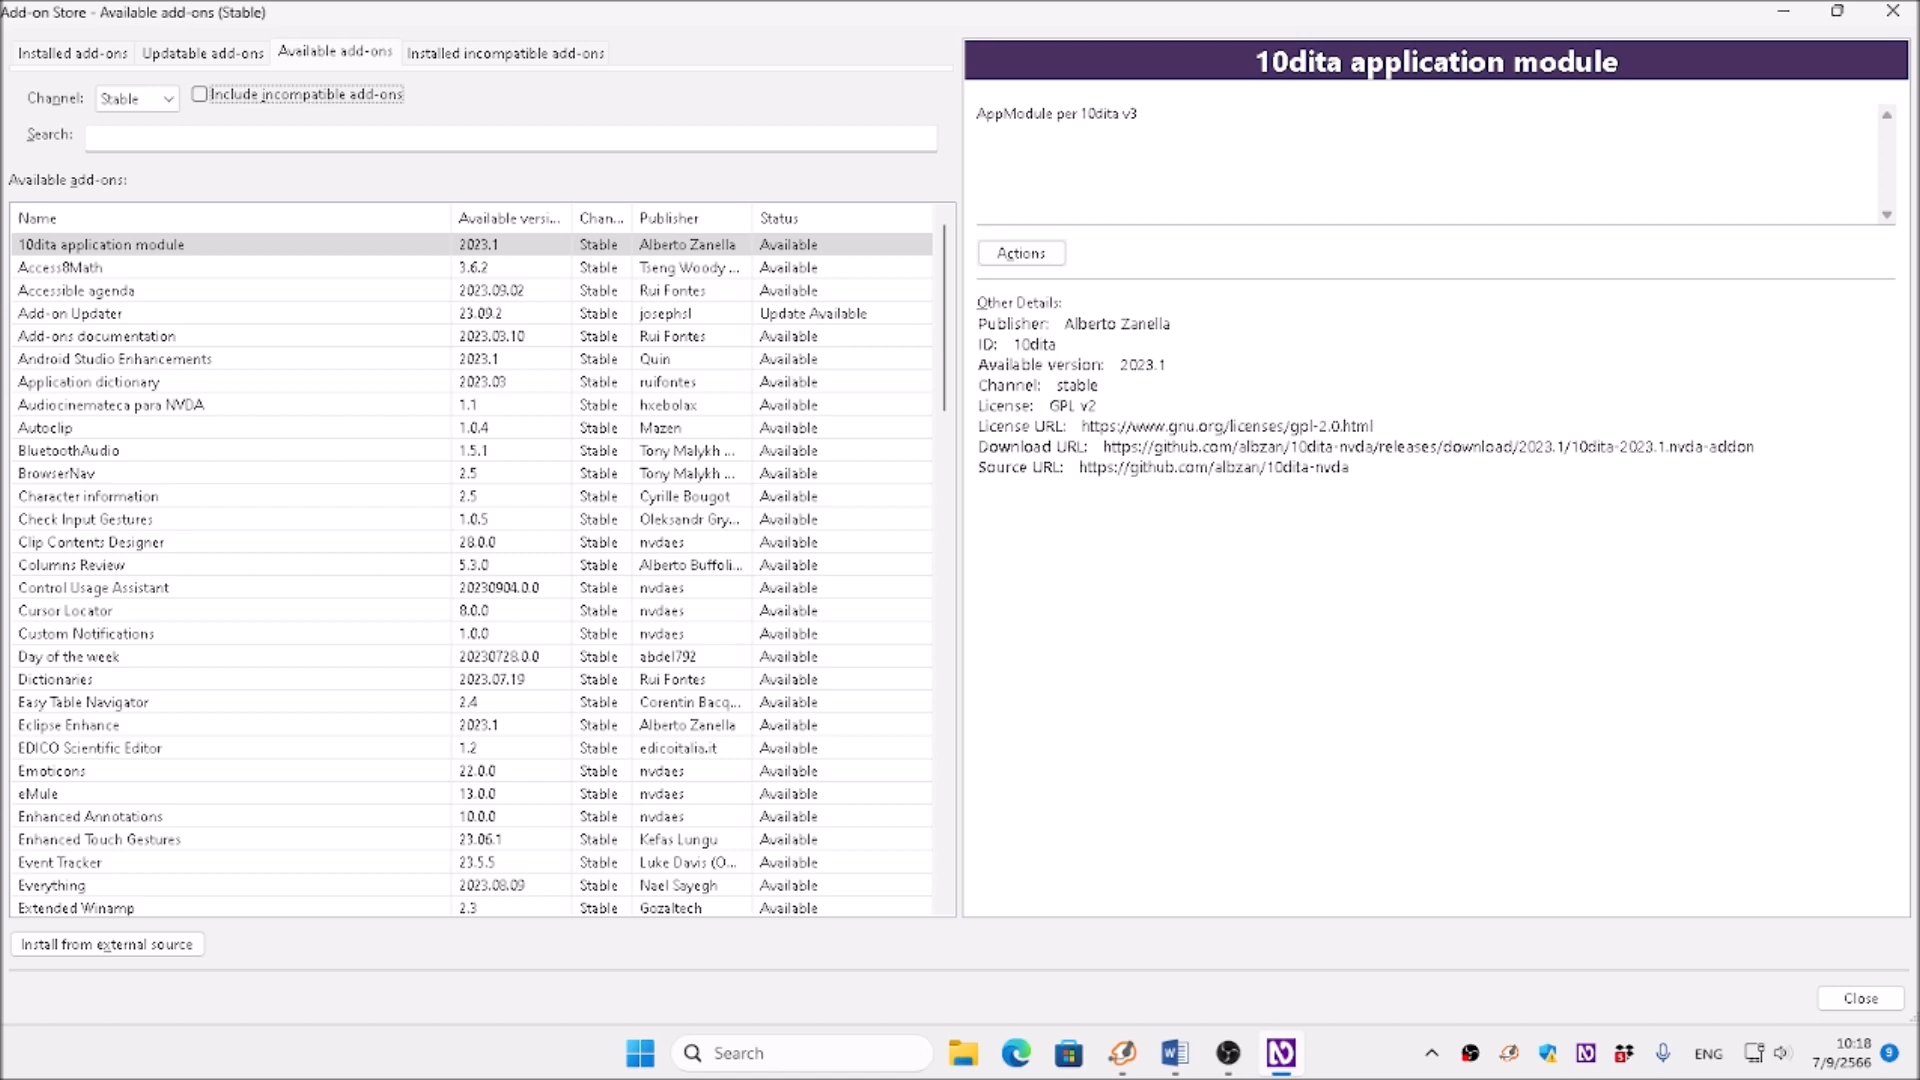 Add-on Store - Available add-ons (Stable)
Installed add-ons Updatable add-ons Available add-ons Installed incompatible add-ons
Channel: Stable Include incompatible add-ons
Search:
Available add-ons:
Name Available versi... Chan... Publisher Status
10dita application module 2023.1 Stable Alberto Zanella Available
Access8Math 3.6.2 Stable Tseng Woody ... Available
Accessible agenda 2023.09.02 Stable Rui Fontes Available
Add-on Updater 23.09.2 Stable josephsl Update Available
Add-ons documentation 2023.03.10 Stable Rui Fontes Available
Android Studio Enhancements 2023.1 Stable Quin Available
Application dictionary 2023.03 Stable ruifontes Available
Audiocinemateca para NVDA 1.1 Stable hxebolax Available
Autoclip 1.0.4 Stable Mazen Available
BluetoothAudio 1.5.1 Stable Tony Malykh ... Available
BrowserNav 2.5 Stable Tony Malykh ... Available
Character information 2.5 Stable Cyrille Bougot Available
Check Input Gestures 1.0.5 Stable Oleksandr Gry... Available
Clip Contents Designer 28.0.0 Stable nvdaes Available
Columns Review 5.3.0 Stable Alberto Buffoli... Available
Control Usage Assistant 20230904.0.0 Stable nvdaes Available
Cursor Locator 8.0.0 Stable nvdaes Available
Custom Notifications 1.0.0 Stable nvdaes Available
Day of the week 20230728.0.0 Stable abdel792 Available
Dictionaries 2023.07.19 Stable Rui Fontes Available
Easy Table Navigator 2.4 Stable Corentin Bacq... Available
Eclipse Enhance 2023.1 Stable Alberto Zanella Available
EDICO Scientific Editor 1.2 Stable edicoitalia.it Available
Emoticons 22.0.0 Stable nvdaes Available
eMule 13.0.0 Stable nvdaes Available
Enhanced Annotations 10.0.0 Stable nvdaes Available
Enhanced Touch Gestures 23.06.1 Stable Kefas Lungu Available
Event Tracker 23.5.5 Stable Luke Davis (O... Available
Everything 2023.08.09 Stable Nael Sayegh Available
Extended Winamp 2.3 Stable Gozaltech Available
Install from external source
10dita application module
AppModule per 10dita v3
Actions
Other Details:
Publisher: Alberto Zanella
ID: 10dita
Available version: 2023.1
Channel: stable
License: GPL v2
License URL: https://www.gnu.org/licenses/gpl-2.0.html
Download URL: https://github.com/albzan/10dita-nvda/releases/download/2023.1/10dita-2023.1.nvda-addon
Source URL: https://github.com/albzan/10dita-nvda
Close
Search
ENG
10:18
7/9/2566
9